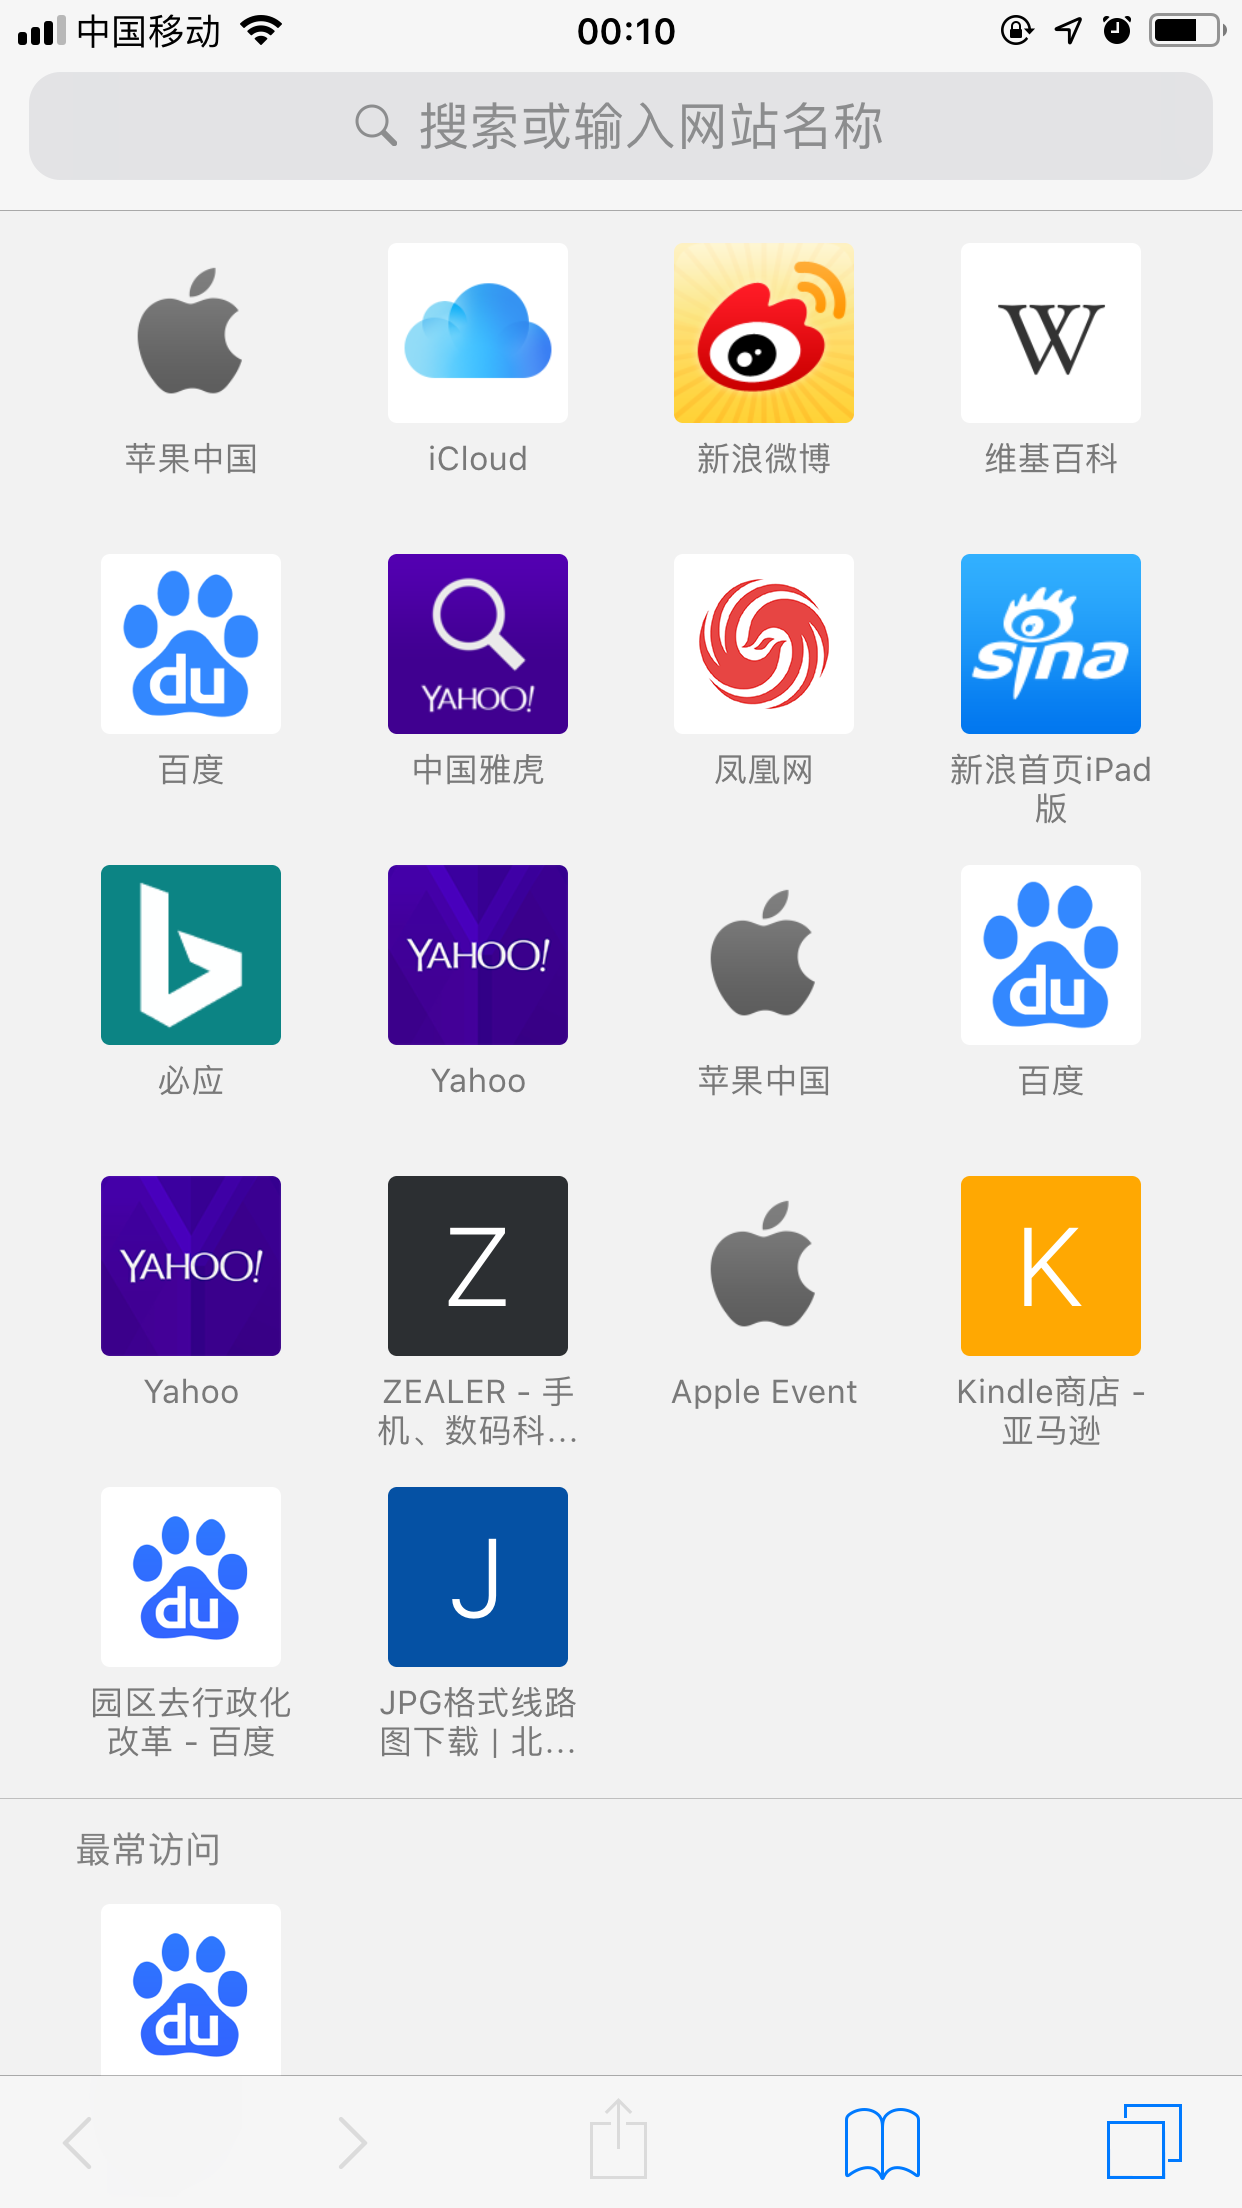 中国移动 00:10
搜索或输入网站名称
W
苹果中国 iCloud 新浪微博 维基百科
du YAHOO! sina
百度 中国雅虎 凤凰网 新浪首页iPad
版
YAHOO! du
必应 Yahoo 苹果中国 百度
YAHOO! Z K
Yahoo ZEALER - 手 Apple Event Kindle商店 -
机、数码科... 亚马逊
du J
园区去行政化 JPG格式线路
改革 - 百度 图下载 | 北...
最常访问
du